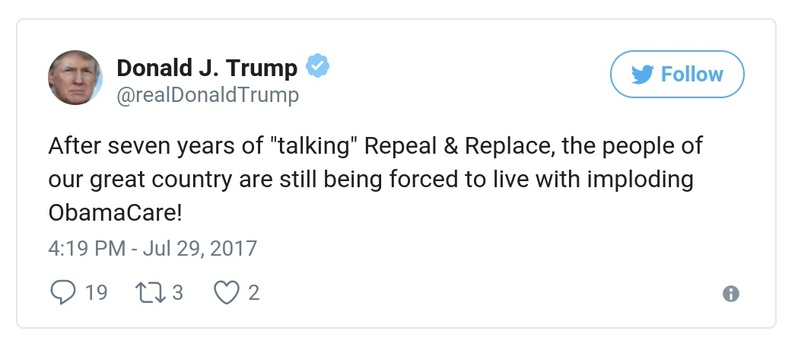 Donald J. Trump
@realDonaldTrump
Follow
After seven years of "talking" Repeal & Replace, the people of
our great country are still being forced to live with imploding
ObamaCare!
4:19 PM - Jul 29, 2017
19 3 2